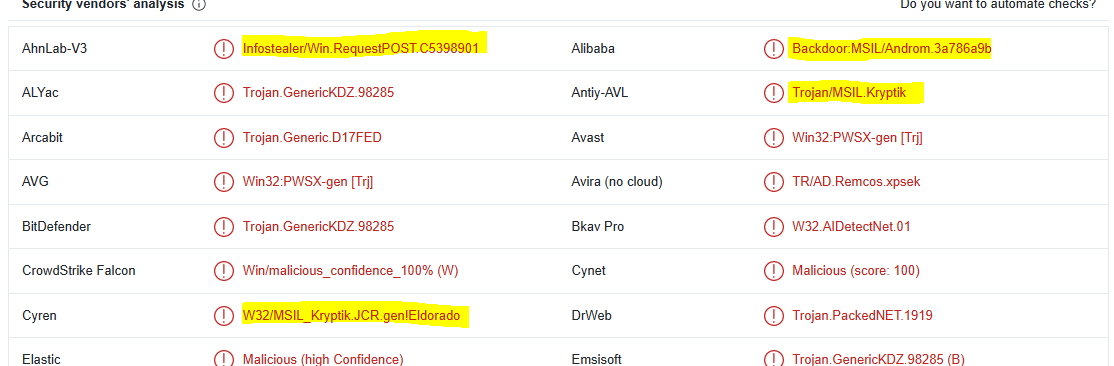 Security vendors' analysis Do you want to automate checks?
AhnLab-V3 Infostealer/Win.RequestPOST.C5398901 Alibaba Backdoor:MSIL/Androm.3a786a9b
ALYac Trojan.GenericKDZ.98285 Antiy-AVL Trojan/MSIL.Kryptik
Arcabit Trojan.Generic.D17FED Avast Win32:PWSX-gen [Trj]
AVG Win32:PWSX-gen [Trj] Avira (no cloud) TR/AD.Remcos.xpsek
BitDefender Trojan.GenericKDZ.98285 Bkav Pro W32.AIDetectNet.01
CrowdStrike Falcon Win/malicious_confidence_100% (W) Cynet Malicious (score: 100)
Cyren W32/MSIL_Kryptik.JCR.gen!Eldorado DrWeb Trojan.PackedNET.1919
Elastic Malicious (high Confidence) Emsisoft Trojan.GenericKDZ.98285 (B)